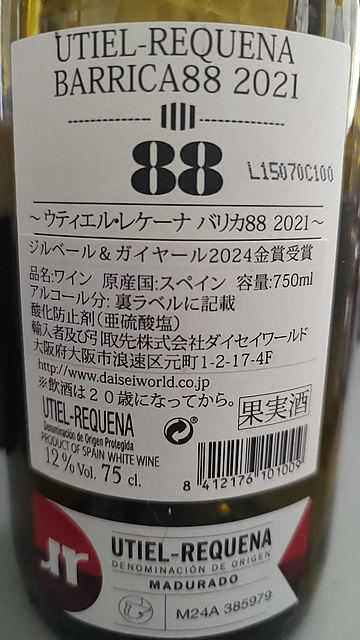 UTIEL-REQUENA
BARRICA88 2021
88
L15070C100
～ウティエル・レケーナ バリカ88 2021～
ジルベール＆ガイヤール2024金賞受賞
品名:ワイン 原産国:スペイン 容量:750ml
アルコール分: 裏ラベルに記載
酸化防止剤（亜硫酸塩）
輸入者及び引取先株式会社ダイセイワールド
大阪府大阪市浪速区元町1-2-17-4F
http://www.daiseiworld.co.jp
※飲酒は２０歳になってから。
果実酒
UTIEL-REQUENA
Denominación de Origen Protegida
PRODUCT OF SPAIN WHITE WINE
12 % Vol. 75 cl.
8 412176 101009
UTIEL-REQUENA
DENOMINACIÓN DE ORIGEN
MADURADO
M24A 385979